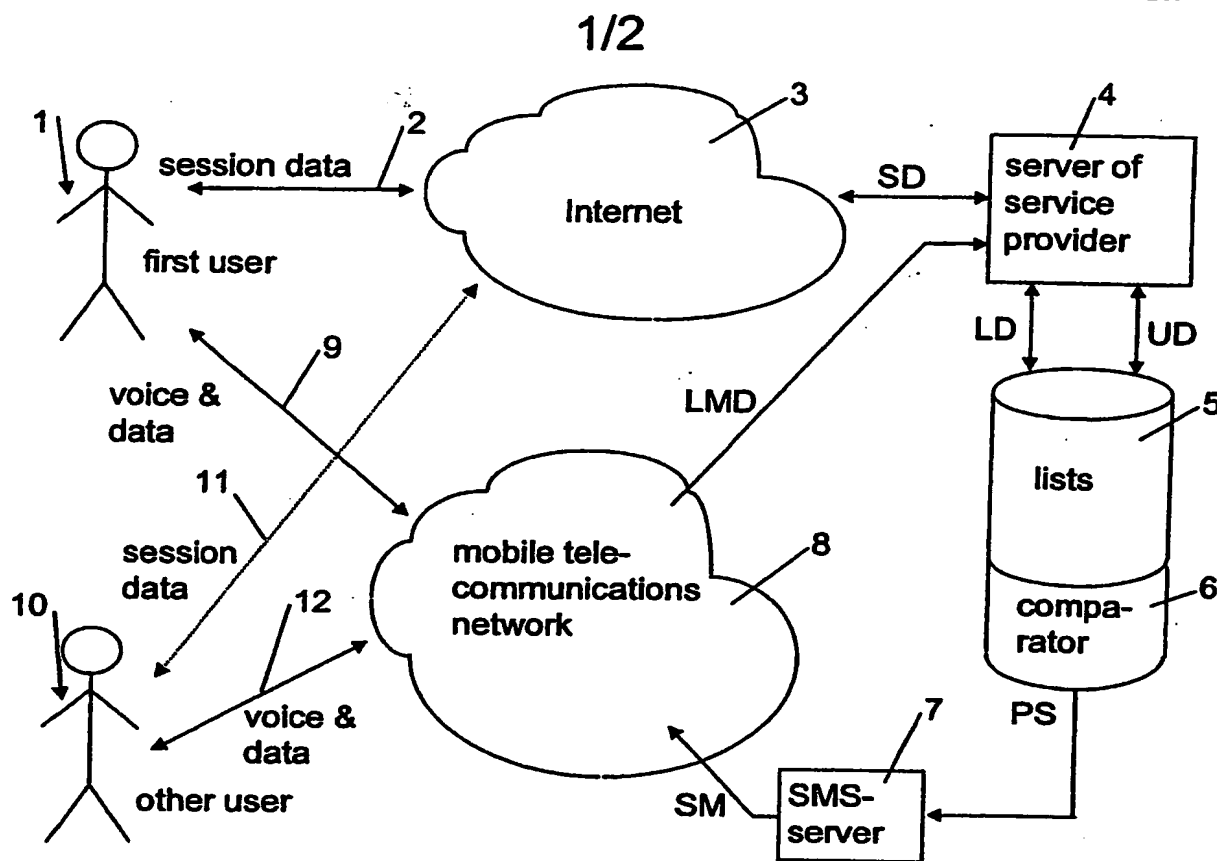 1/2
1
session data
2
3
Internet
SD
4
server of
service
provider
first user
9
voice &
data
LMD
LD
UD
5
lists
11
session
data
mobile tele-
communications
network
8
compa-
rator
6
10
12
voice &
data
other user
PS
7
SM
SMS-
server